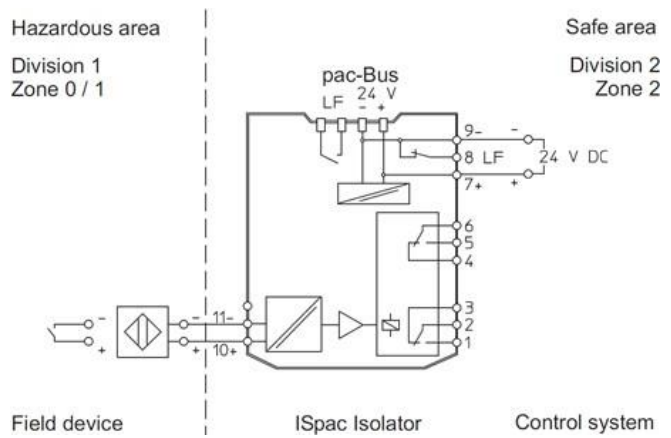 Hazardous area
Safe area
Division 1
Zone 0 / 1
Division 2
Zone 2
pac-Bus
LF 24 V
- +
9- -
8 LF 24 V DC
7+ +
6
5
4
3
- - 11- 2
+ + 10+ 1
Field device
ISpac Isolator
Control system